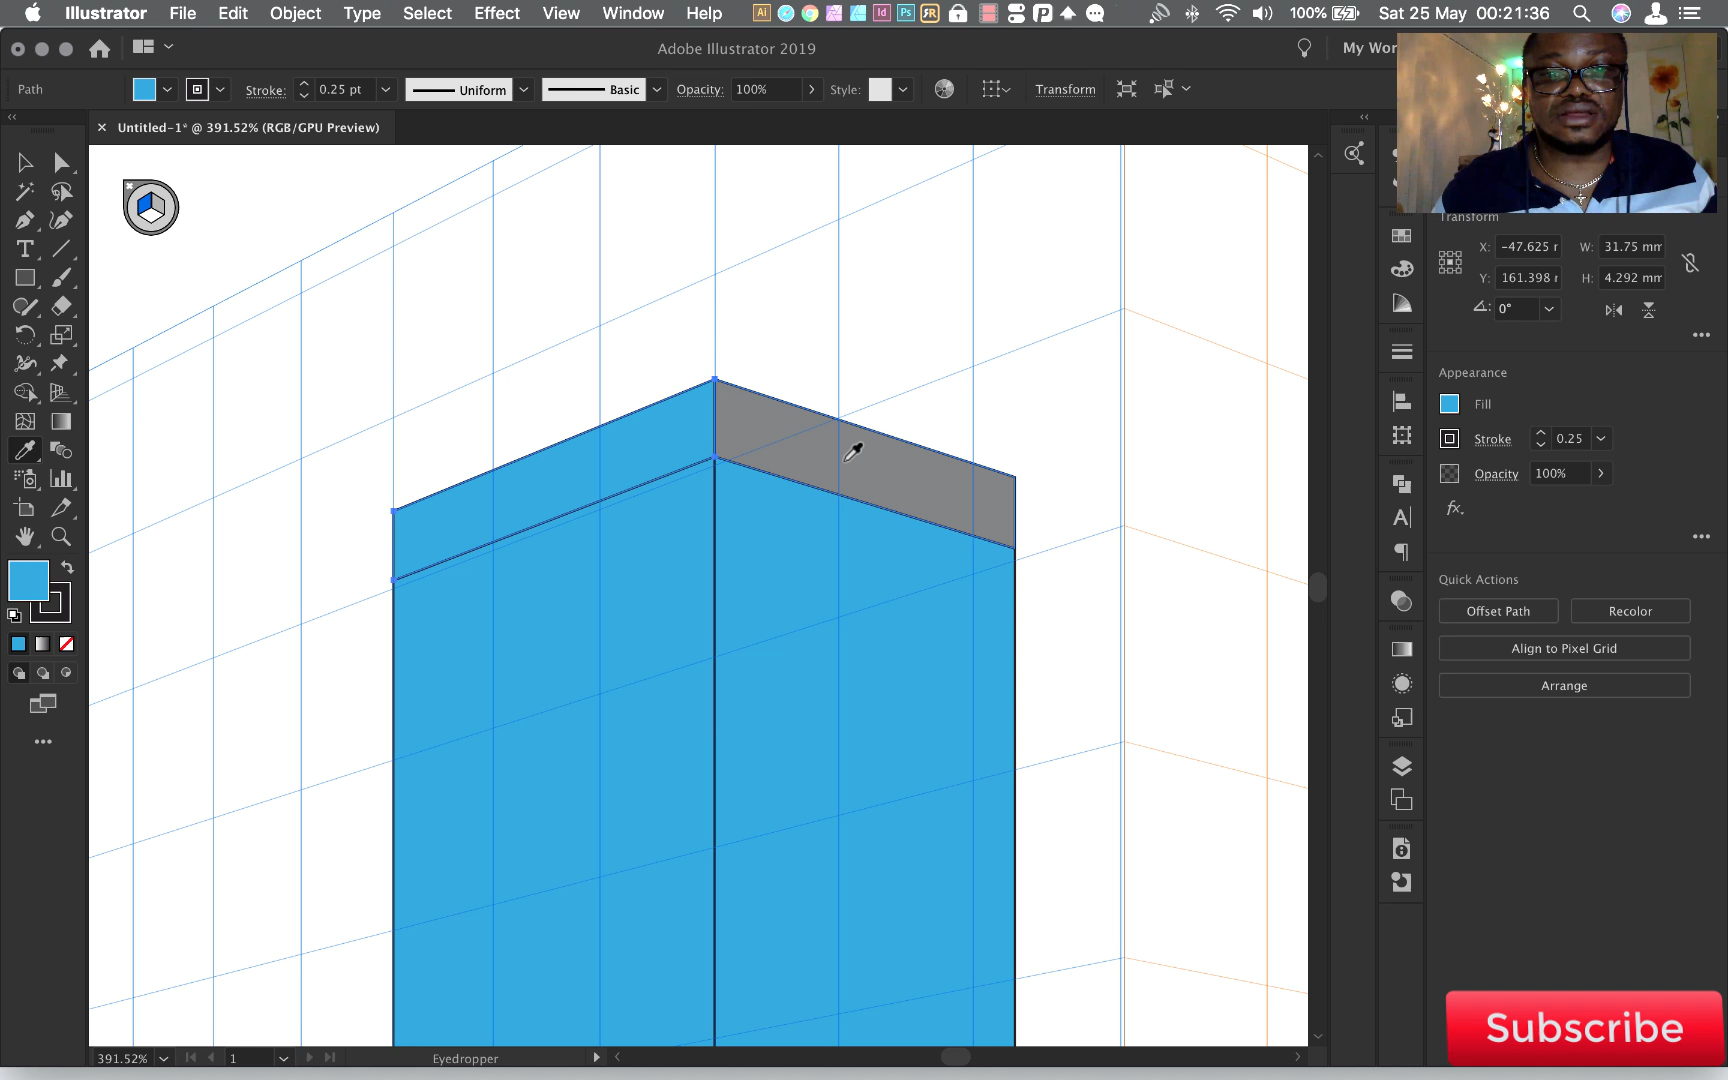 Illustrator File Edit Object Type Select Effect View Window Help Ai Id Ps 100% Sat 25 May 00:21:36
Adobe Illustrator 2019
My Wor
Path Stroke: 0.25 pt Uniform Basic Opacity: 100% Style: Transform
Untitled-1* @ 391.52% (RGB/GPU Preview)
Transform
X: -47.625 W: 31.75 mm
Y: 161.398 H: 4.292 mm
0°
Appearance
Fill
Stroke 0.25
Opacity 100%
fx.
Quick Actions
Offset Path Recolor
Align to Pixel Grid
Arrange
Subscribe
391.52% 1 Eyedropper